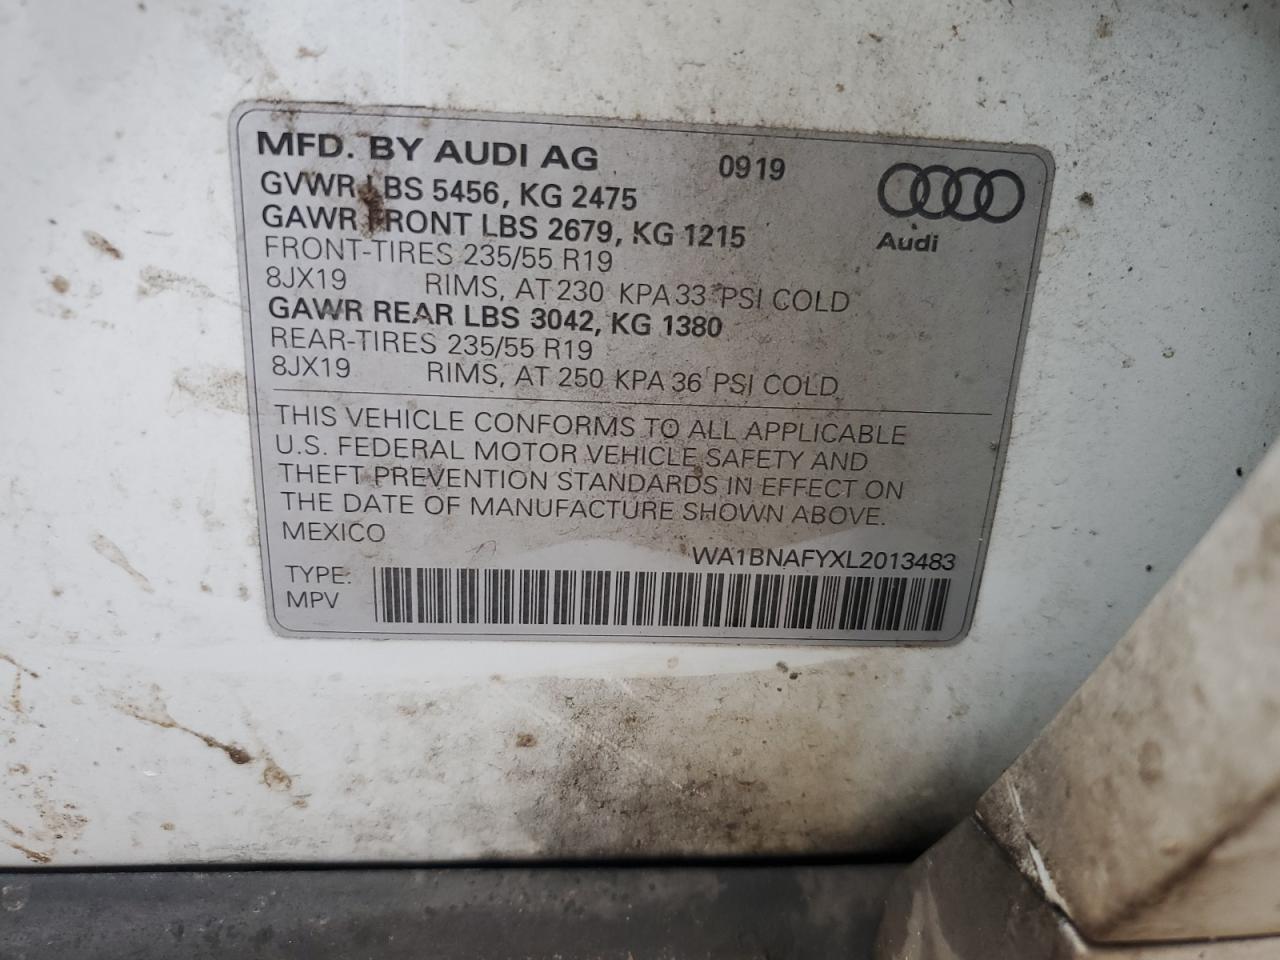 MFD. BY AUDI AG 0919
GVWR LBS 5456, KG 2475
GAWR FRONT LBS 2679, KG 1215
Audi
FRONT-TIRES 235/55 R19
8JX19 RIMS, AT 230 KPA 33 PSI COLD
GAWR REAR LBS 3042, KG 1380
REAR-TIRES 235/55 R19
8JX19 RIMS, AT 250 KPA 36 PSI COLD
THIS VEHICLE CONFORMS TO ALL APPLICABLE
U.S. FEDERAL MOTOR VEHICLE SAFETY AND
THEFT PREVENTION STANDARDS IN EFFECT ON
THE DATE OF MANUFACTURE SHOWN ABOVE.
MEXICO
WA1BNAFYXL2013483
TYPE:
MPV